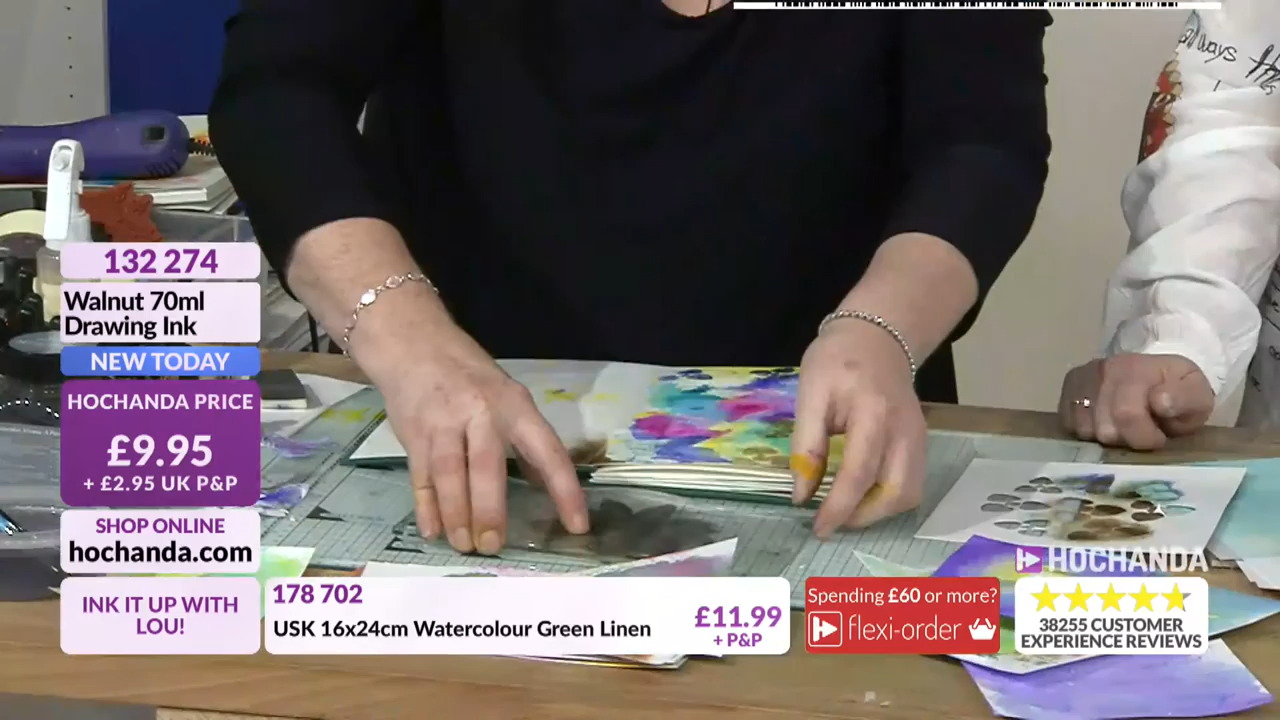 always
132 274
Walnut 70ml
Drawing Ink
NEW TODAY
HOCHANDA PRICE
£9.95
+ £2.95 UK P&P
SHOP ONLINE
hochanda.com
INK IT UP WITH
LOU!
178 702
USK 16x24cm Watercolour Green Linen
£11.99
+ P&P
Spending £60 or more?
flexi-order
HOCHANDA
38255 CUSTOMER
EXPERIENCE REVIEWS